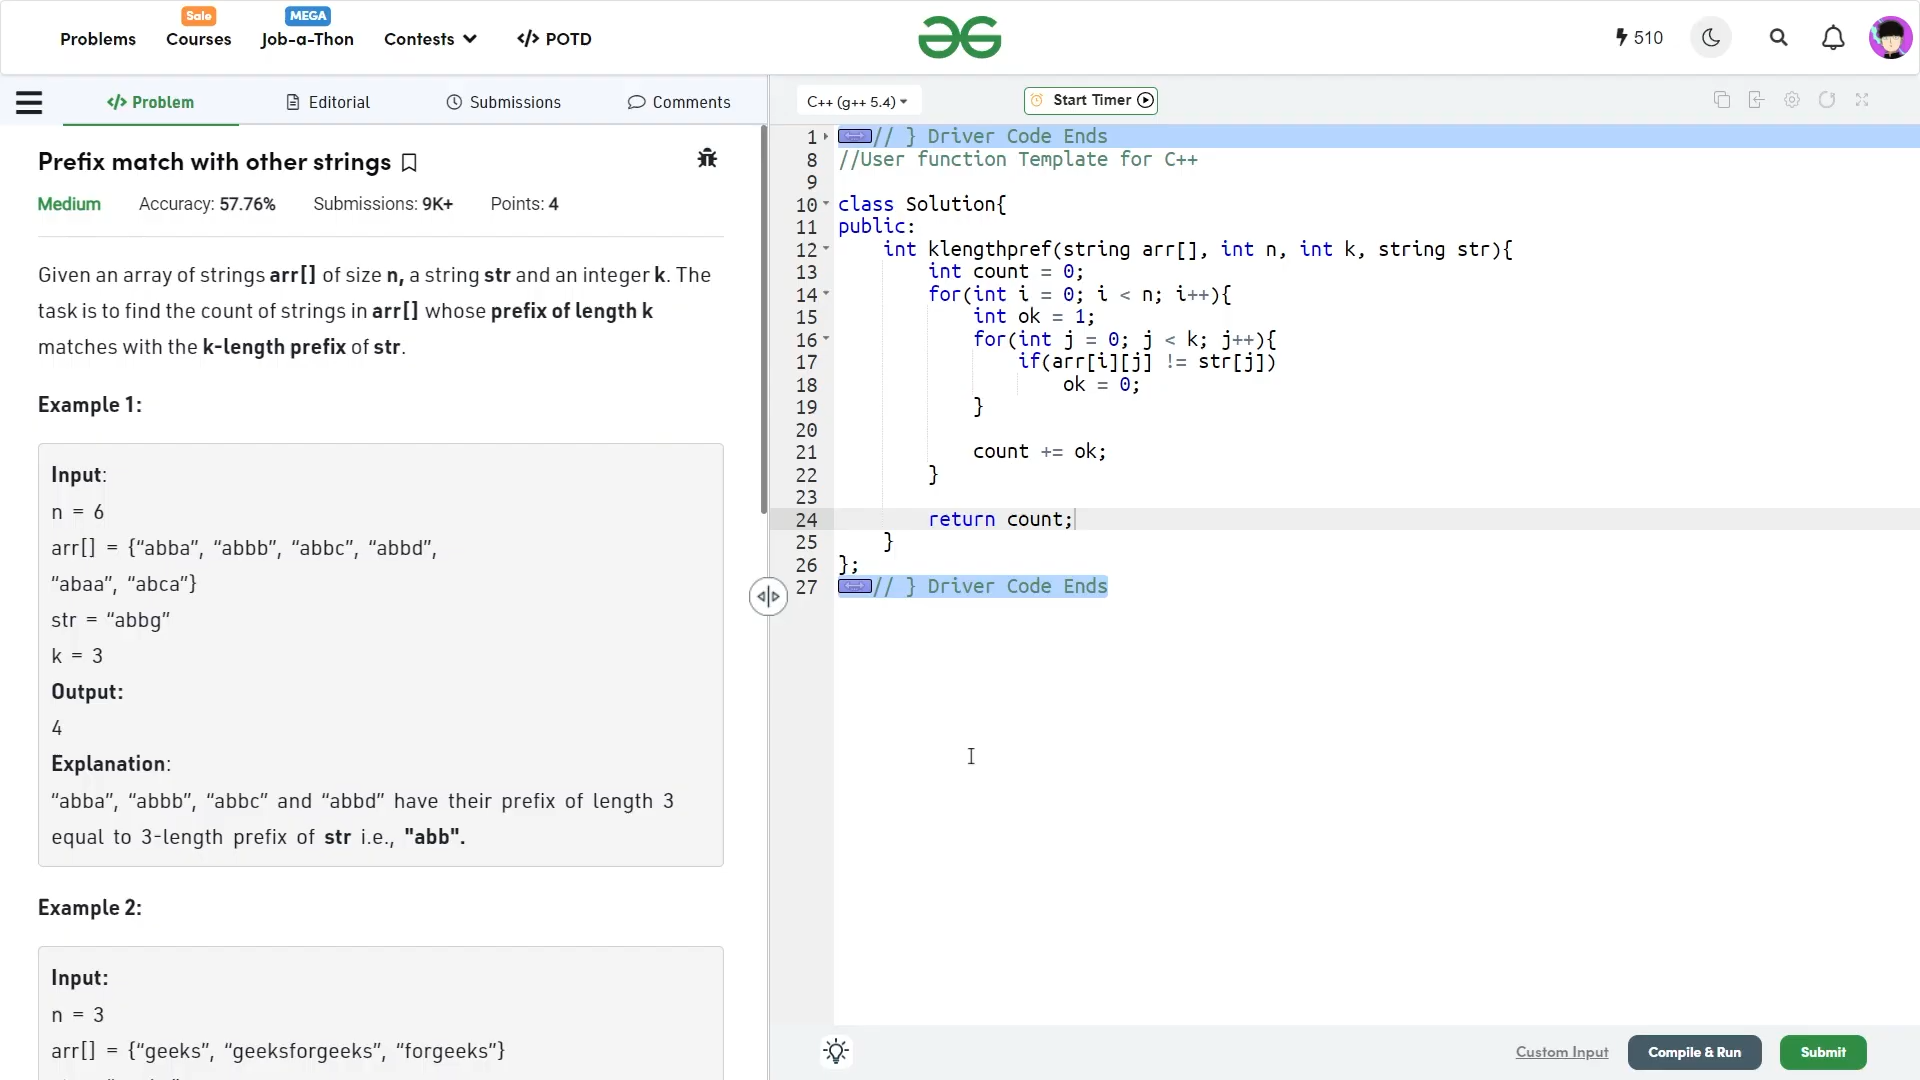 Sale
MEGA
Problems
Courses
Job-a-Thon
Contests
</> POTD
510
</> Problem
Editorial
Submissions
Comments
Prefix match with other strings
Medium Accuracy: 57.76% Submissions: 9K+ Points: 4
Given an array of strings arr[] of size n, a string str and an integer k. The
task is to find the count of strings in arr[] whose prefix of length k
matches with the k-length prefix of str.
Example 1:
Input:
n = 6
arr[] = {“abba”, “abbb”, “abbc”, “abbd”,
“abaa”, “abca”}
str = “abbg”
k = 3
Output:
4
Explanation:
“abba”, “abbb”, “abbc” and “abbd” have their prefix of length 3
equal to 3-length prefix of str i.e., "abb".
Example 2:
Input:
n = 3
arr[] = {“geeks”, “geeksforgeeks”, “forgeeks”}
C++ (g++ 5.4)
Start Timer
1 // } Driver Code Ends
8 //User function Template for C++
9
10 class Solution{
11 public:
12 int klengthpref(string arr[], int n, int k, string str){
13 int count = 0;
14 for(int i = 0; i < n; i++){
15 int ok = 1;
16 for(int j = 0; j < k; j++){
17 if(arr[i][j] != str[j])
18 ok = 0;
19 }
20
21 count += ok;
22 }
23
24 return count;
25 }
26 };
27 // } Driver Code Ends
Custom Input
Compile & Run
Submit